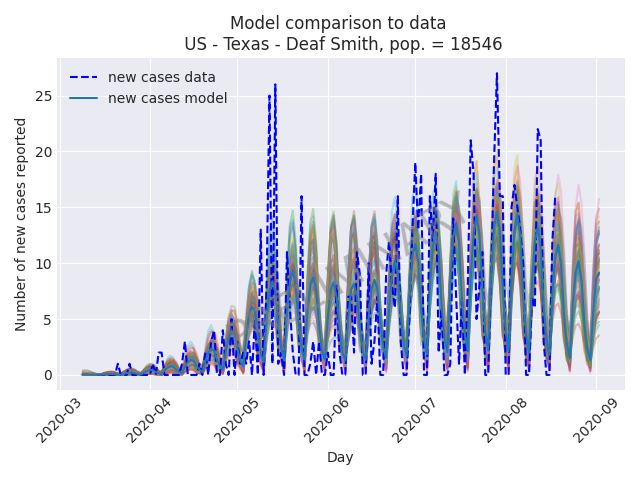 Model comparison to data
US - Texas - Deaf Smith, pop. = 18546
new cases data
new cases model
Number of new cases reported
25
20
15
10
5
0
2020-03
2020-04
2020-05
2020-06
2020-07
2020-08
2020-09
Day